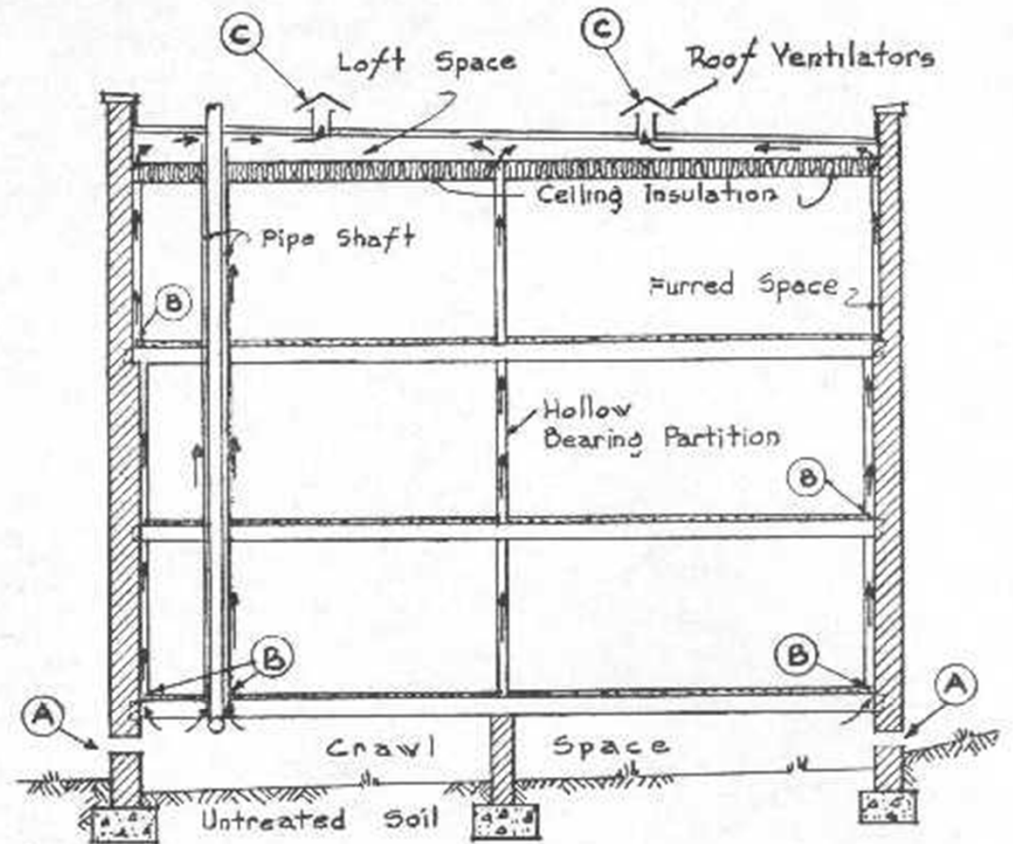 C
C
Loft Space
Roof Ventilators
Ceiling Insulation
Pipe Shaft
Furred Space
B
Hollow
Bearing Partition
B
B
B
A
A
Crawl Space
Untreated Soil